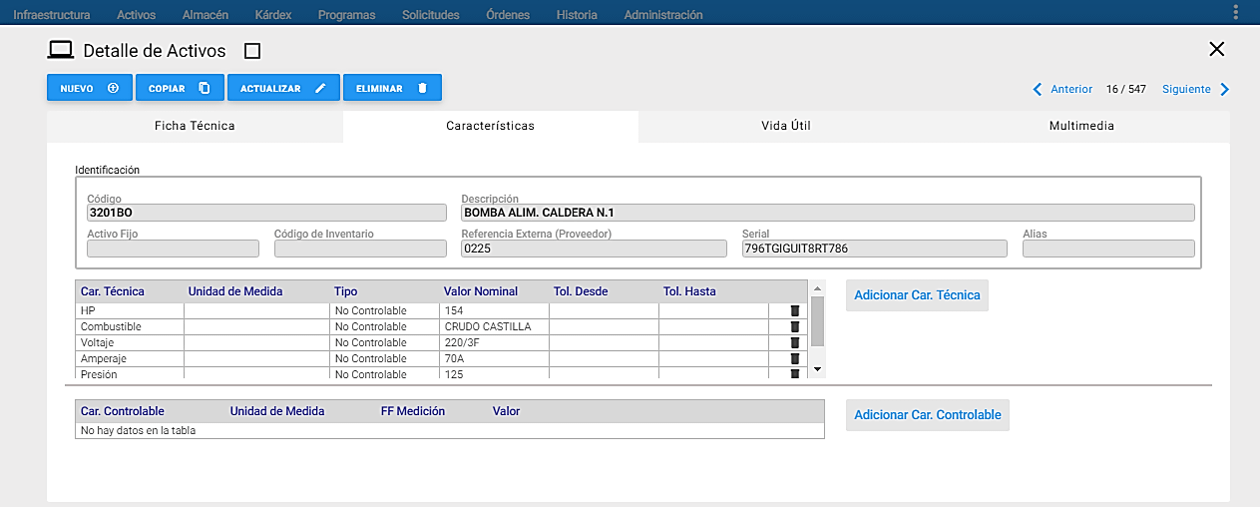 Infraestructura Activos Almacén Kárdex Programas Solicitudes Órdenes Historia Administración
Detalle de Activos
NUEVO COPIAR ACTUALIZAR ELIMINAR
Anterior 16 / 547 Siguiente
Ficha Técnica Características Vida Útil Multimedia
Identificación
Código Descripción
3201BO BOMBA ALIM. CALDERA N.1
Activo Fijo Código de Inventario Referencia Externa (Proveedor) Serial Alias
0225 796TGIGUIT8RT786
Car. Técnica Unidad de Medida Tipo Valor Nominal Tol. Desde Tol. Hasta
Adicionar Car. Técnica
HP No Controlable 154
Combustible No Controlable CRUDO CASTILLA
Voltaje No Controlable 220/3F
Amperaje No Controlable 70A
Presión No Controlable 125
Car. Controlable Unidad de Medida FF Medición Valor
Adicionar Car. Controlable
No hay datos en la tabla